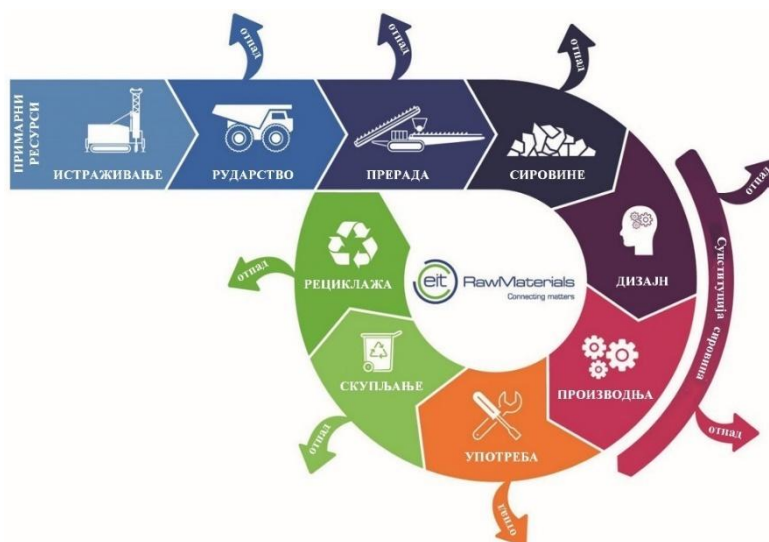 отпад
отпад
отпад
ПРИМАРНИ
РЕСУРСИ
ИСТРАЖИВАЊЕ
РУДАРСТВО
ПРЕРАДА
СИРОВИНЕ
отпад
Супституција сировина
ДИЗАЈН
РЕЦИКЛАЖА
отпад
eit RawMaterials
Connecting matters
СКУПЉАЊЕ
ПРОИЗВОДЊА
УПОТРЕБА
отпад
отпад
отпад